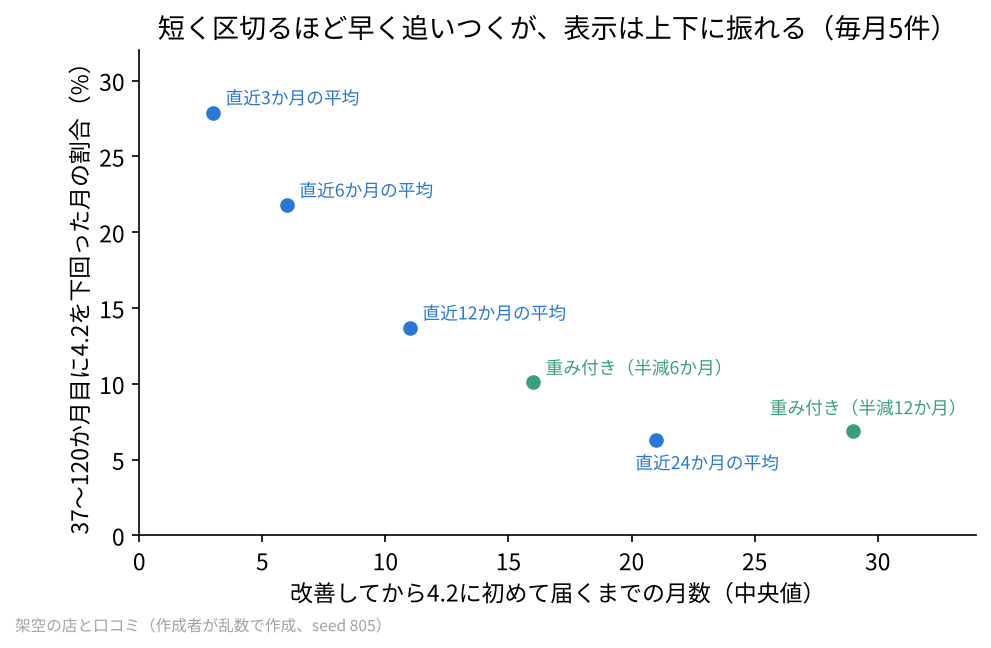 短く区切るほど早く追いつくが、表示は上下に振れる（毎月5件）
37〜120か月目に4.2を下回った月の割合（%）
30
25
20
15
10
5
0
直近3か月の平均
直近6か月の平均
直近12か月の平均
重み付き（半減6か月）
重み付き（半減12か月）
直近24か月の平均
0 5 10 15 20 25 30
改善してから4.2に初めて届くまでの月数（中央値）
架空の店と口コミ（作成者が乱数で作成、seed 805）